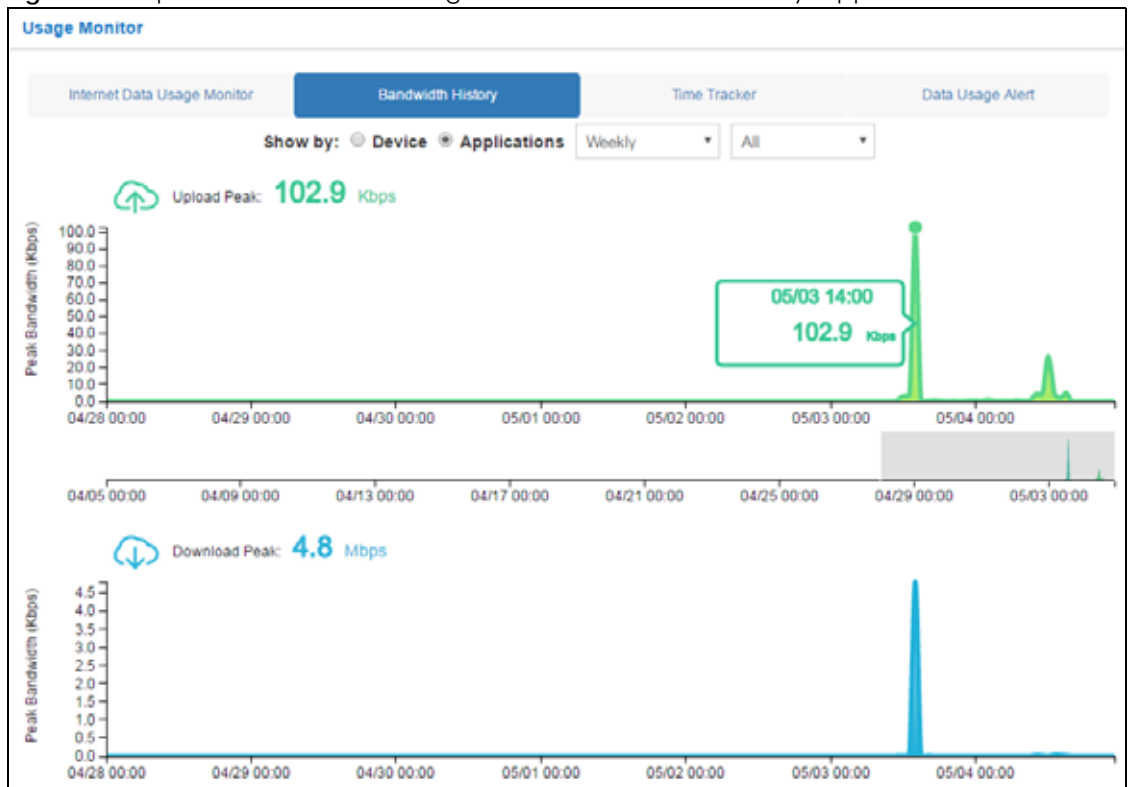 Usage Monitor
Internet Data Usage Monitor Bandwidth History Time Tracker Data Usage Alert
Show by: Device Applications Weekly All
Upload Peak: 102.9 Kbps
Peak Bandwidth (Kbps)
100.0
90.0
80.0
70.0
60.0
50.0
40.0
30.0
20.0
10.0
0.0
05/03 14:00
102.9 Kbps
04/28 00:00 04/29 00:00 04/30 00:00 05/01 00:00 05/02 00:00 05/03 00:00 05/04 00:00
04/05 00:00 04/09 00:00 04/13 00:00 04/17 00:00 04/21 00:00 04/25 00:00 04/29 00:00 05/03 00:00
Download Peak: 4.8 Mbps
Peak Bandwidth (Kbps)
4.5
4.0
3.5
3.0
2.5
2.0
1.5
1.0
0.5
0.0
04/28 00:00 04/29 00:00 04/30 00:00 05/01 00:00 05/02 00:00 05/03 00:00 05/04 00:00